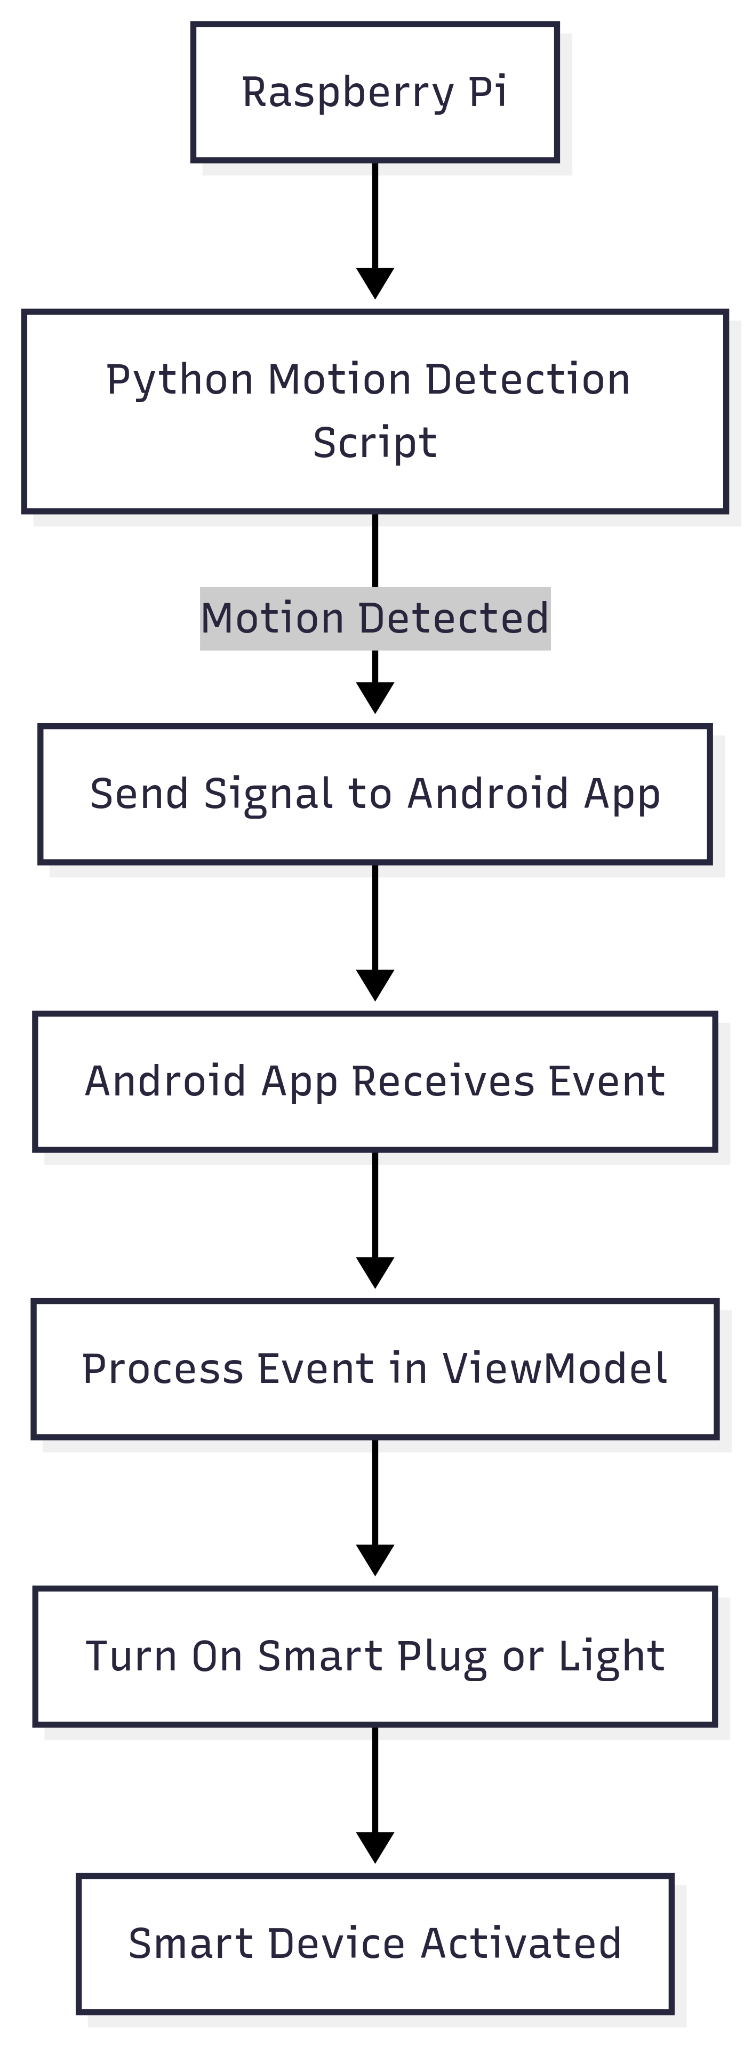 Raspberry Pi
Python Motion Detection
Script
Motion Detected
Send Signal to Android App
Android App Receives Event
Process Event in ViewModel
Turn On Smart Plug or Light
Smart Device Activated